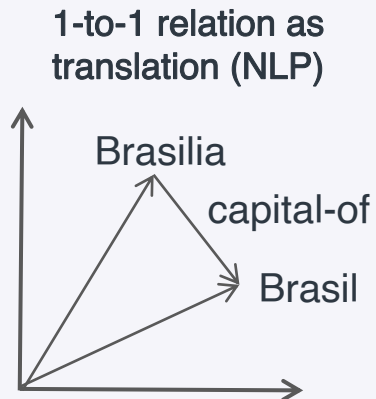 1-to-1 relation as
translation (NLP)
Brasilia
capital-of
Brasil